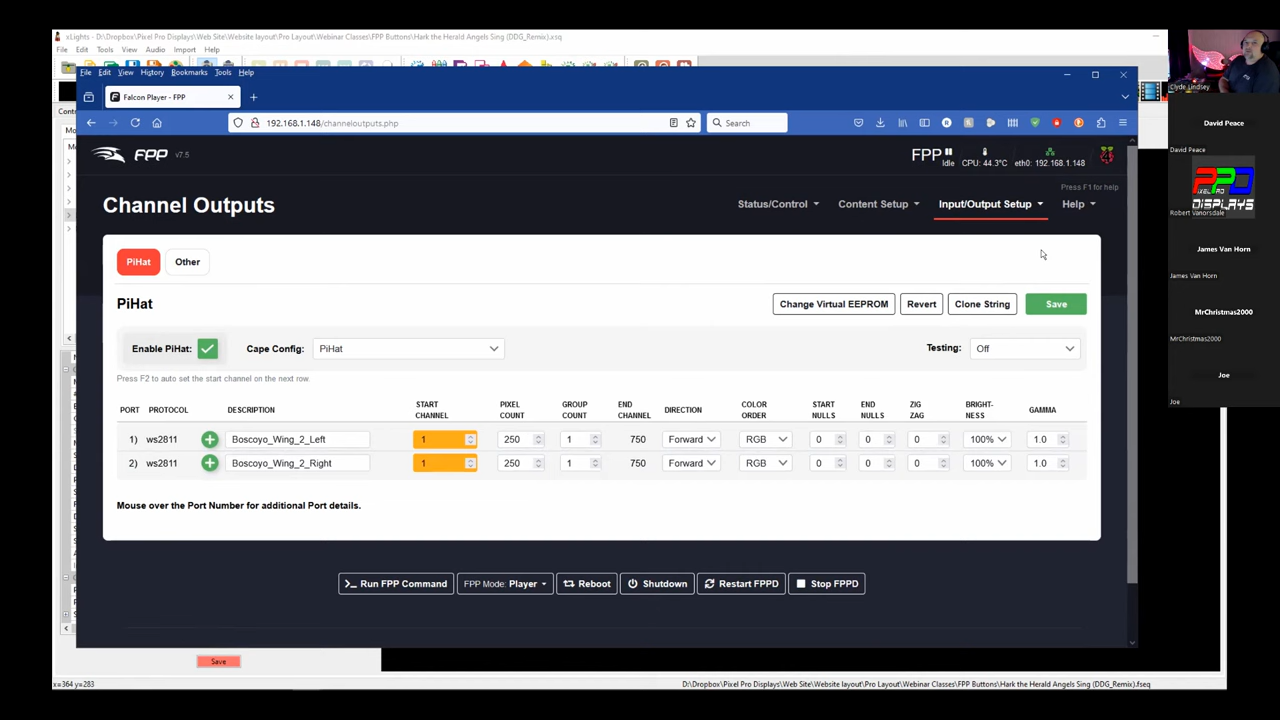 xLights - D:\Dropbox\Pixel Pro Displays\Web Site\Website layout\Pro Layout\Webinar Classes\FPP Buttons\Hark the Herald Angels Sing (DDG_Remix).xsq
File Edit Tools View Audio Import Help
File Edit View History Bookmarks Tools Help
Falcon Player - FPP
192.168.1.148/channeloutputs.php
Search
FPP v7.5
FPP
Idle
CPU: 44.3°C
eth0: 192.168.1.148
Press F1 for help
Channel Outputs
Status/Control Content Setup Input/Output Setup Help
PiHat Other
PiHat
Change Virtual EEPROM Revert Clone String Save
Enable PiHat: Cape Config: PiHat Testing: Off
Press F2 to auto set the start channel on the next row.
PORT PROTOCOL DESCRIPTION START CHANNEL PIXEL COUNT GROUP COUNT END CHANNEL DIRECTION COLOR ORDER START NULLS END NULLS ZIG ZAG BRIGHT-NESS GAMMA
1) ws2811 Boscoyo_Wing_2_Left 1 250 1 750 Forward RGB 0 0 0 100% 1.0
2) ws2811 Boscoyo_Wing_2_Right 1 250 1 750 Forward RGB 0 0 0 100% 1.0
Mouse over the Port Number for additional Port details.
Run FPP Command FPP Mode: Player Reboot Shutdown Restart FPPD Stop FPPD
Save
x=364 y=283
D:\Dropbox\Pixel Pro Displays\Web Site\Website layout\Pro Layout\Webinar Classes\FPP Buttons\Hark the Herald Angels Sing (DDG_Remix).fseq
Clyde Lindsey
David Peace
David Peace
PPD
PIXEL PRO
DISPLAYS
Robert Vanorsdale
James Van Horn
James Van Horn
MrChristmas2000
MrChristmas2000
Joe
Joe